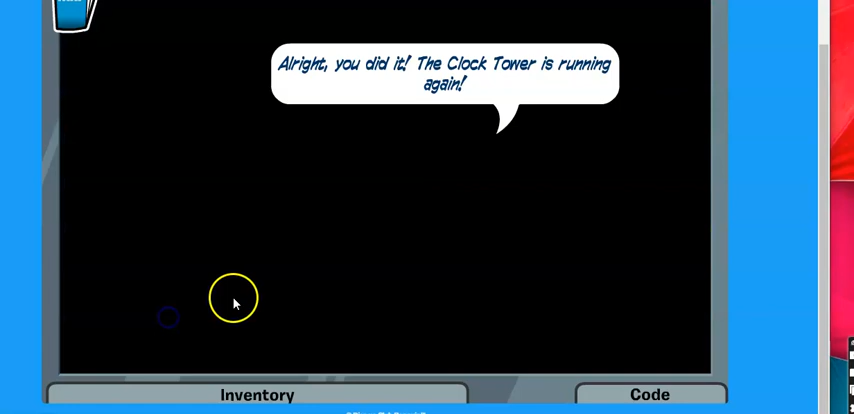 Alright, you did it! The Clock Tower is running
again!
Inventory
Code